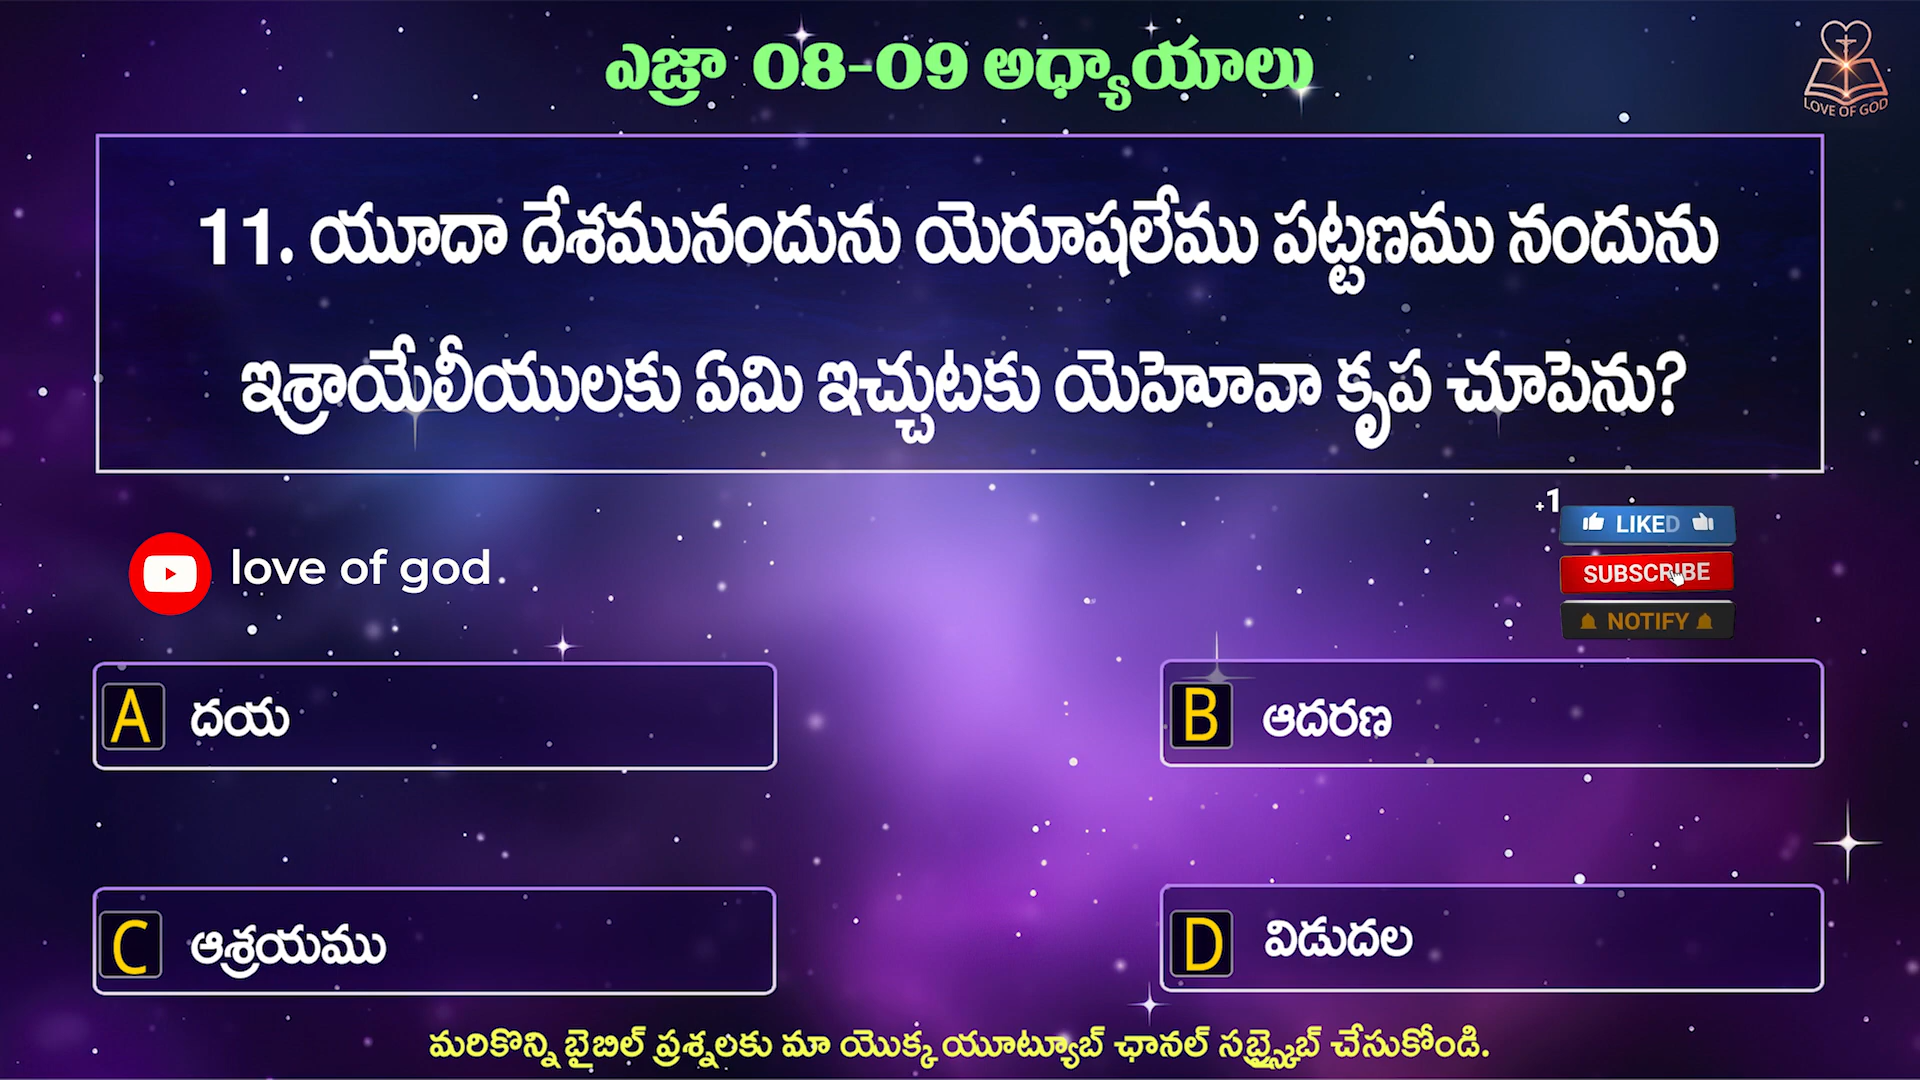 ఎజ్రా 08-09 అధ్యాయాలు
LOVE OF GOD
11. యూదా దేశమునందును యెరూషలేము పట్టణము నందును
ఇశ్రాయేలీయులకు ఏమి ఇచ్చుటకు యెహెూవా కృప చూపెను?
+1
LIKED
love of god
SUBSCRIBE
NOTIFY
A దయ
B ఆదరణ
C ఆశ్రయము
D విడుదల
మరికొన్ని బైబిల్ ప్రశ్నలకు మా యొక్క యూట్యూబ్ ఛానల్ సబ్స్క్రైబ్ చేసుకోండి.